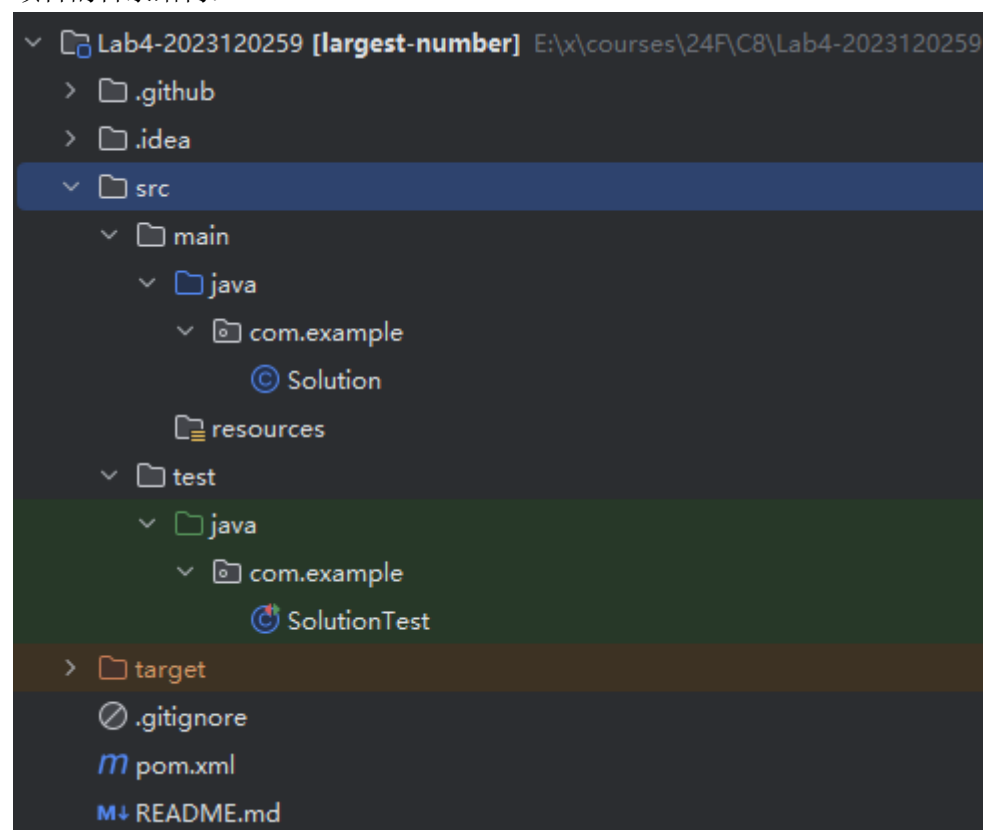 Lab4-2023120259 [largest-number] E:\x\courses\24F\C8\Lab4-2023120259
.github
.idea
src
main
java
com.example
Solution
resources
test
java
com.example
SolutionTest
target
.gitignore
pom.xml
README.md